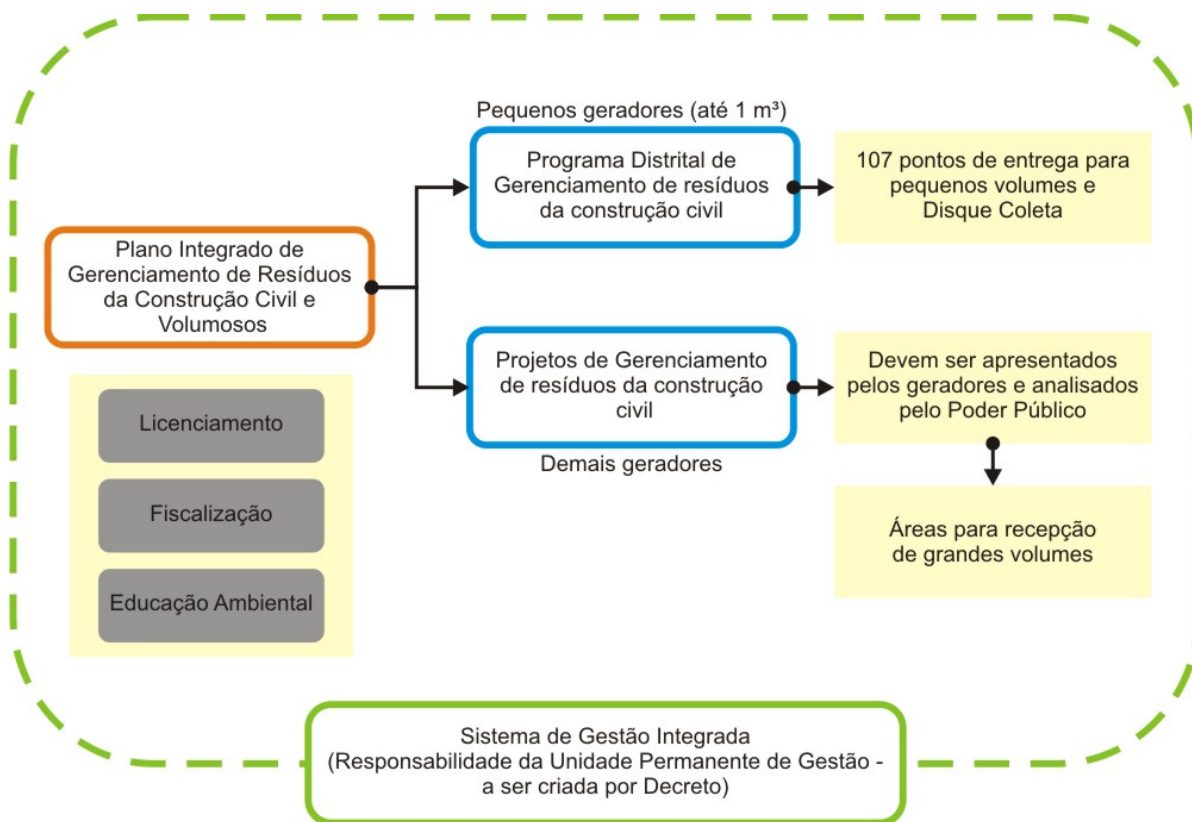 Pequenos geradores (até 1 m³)
Programa Distrital de
Gerenciamento de resíduos
da construção civil
107 pontos de entrega para
pequenos volumes e
Disque Coleta
Plano Integrado de
Gerenciamento de Resíduos
da Construção Civil e
Volumosos
Projetos de Gerenciamento
de resíduos da construção
civil
Demais geradores
Devem ser apresentados
pelos geradores e analisados
pelo Poder Público
Áreas para recepção
de grandes volumes
Licenciamento
Fiscalização
Educação Ambiental
Sistema de Gestão Integrada
(Responsabilidade da Unidade Permanente de Gestão -
a ser criada por Decreto)